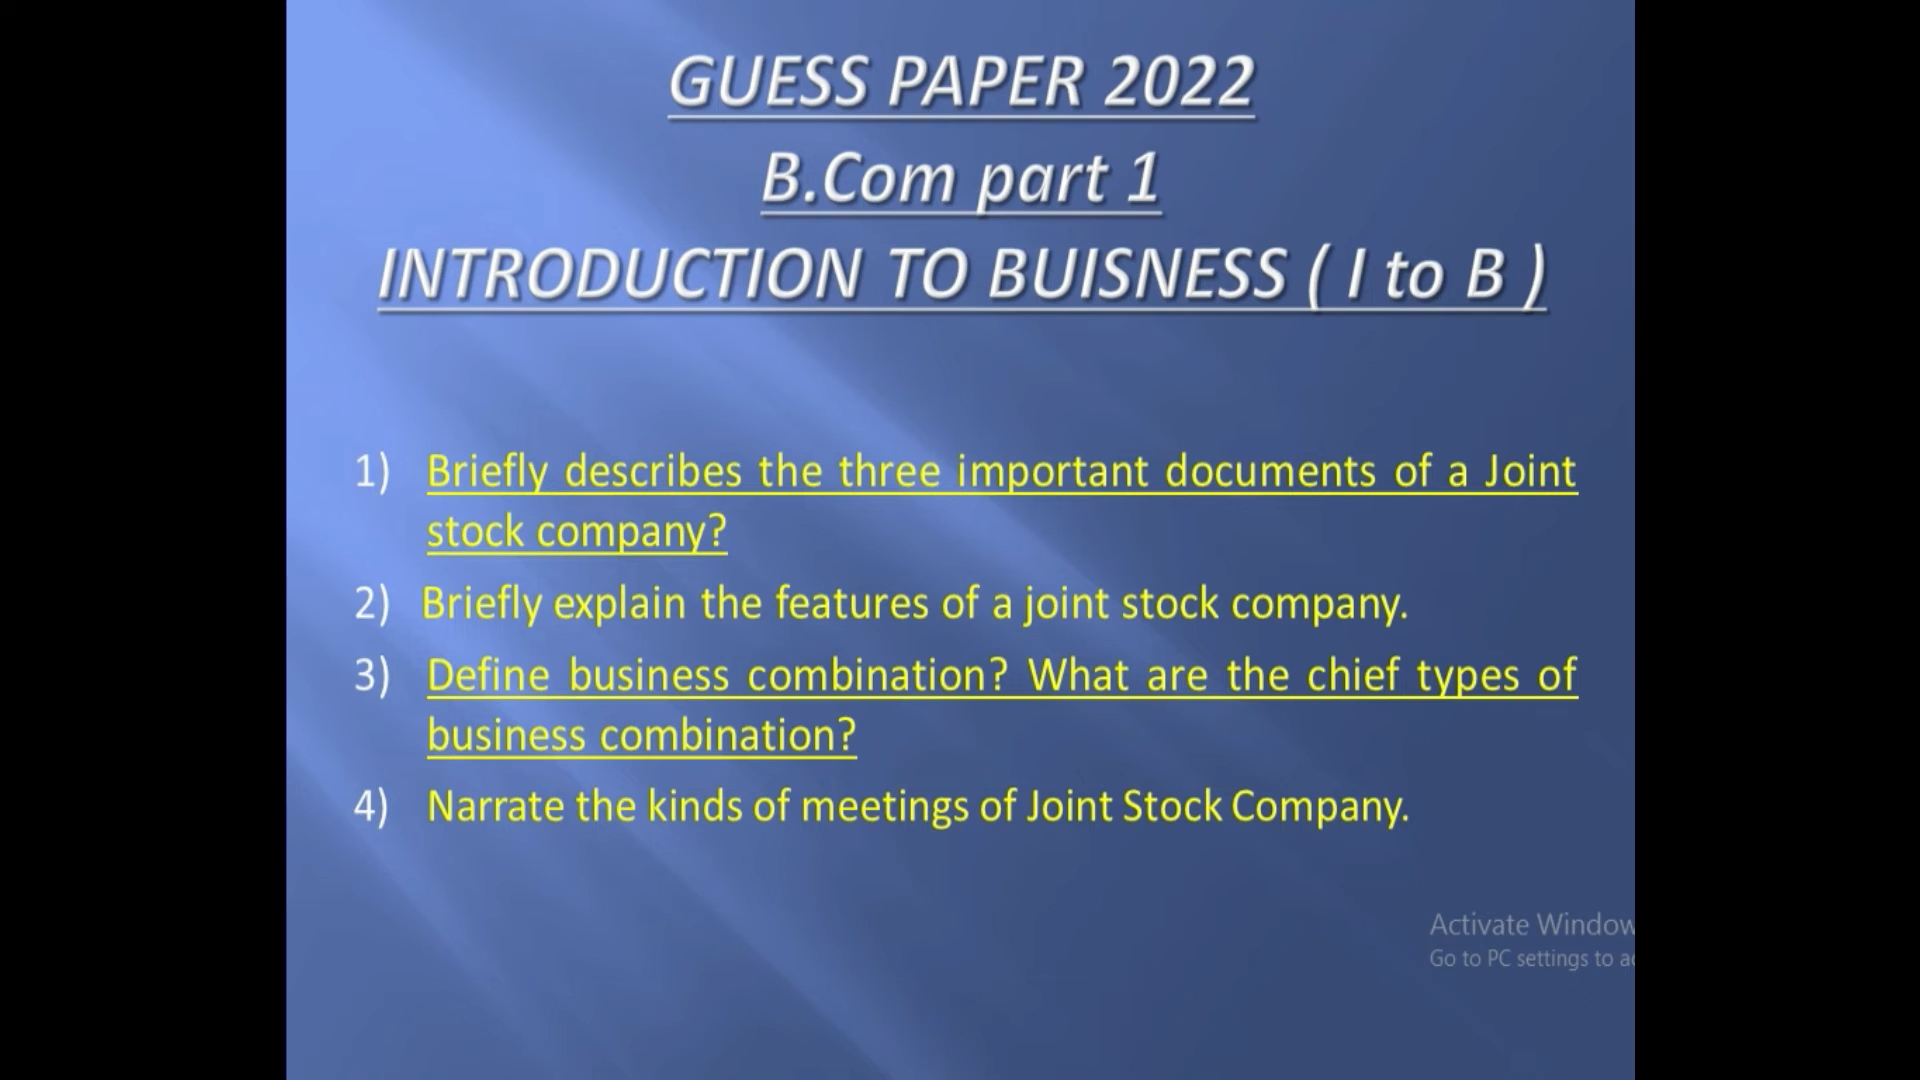 GUESS PAPER 2022
B.Com part 1
INTRODUCTION TO BUISNESS ( I to B )
1) Briefly describes the three important documents of a Joint
stock company?
2) Briefly explain the features of a joint stock company.
3) Define business combination? What are the chief types of
business combination?
4) Narrate the kinds of meetings of Joint Stock Company.
Activate Window
Go to PC settings to a